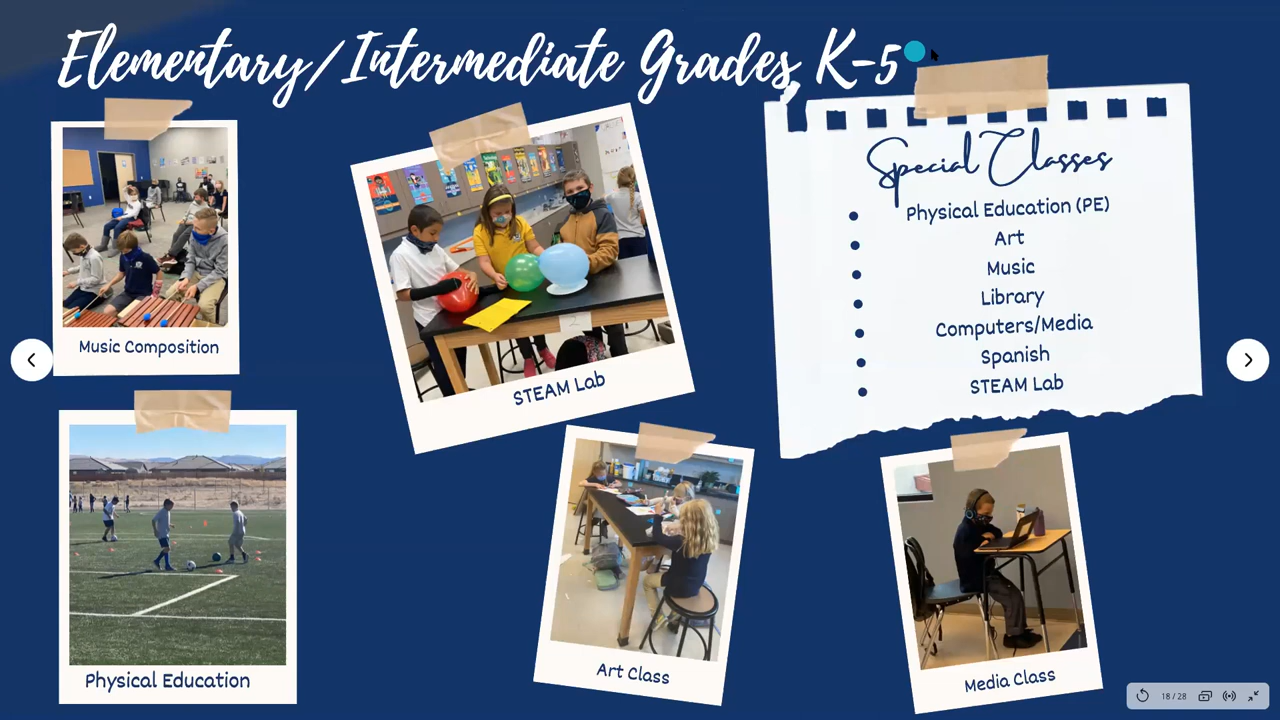 Elementary/Intermediate Grades K-5
Special Classes
• Physical Education (PE)
• Art
• Music
• Library
• Computers/Media
• Spanish
• STEAM Lab
Music Composition
STEAM Lab
2
Physical Education
Art Class
Media Class
18 / 28